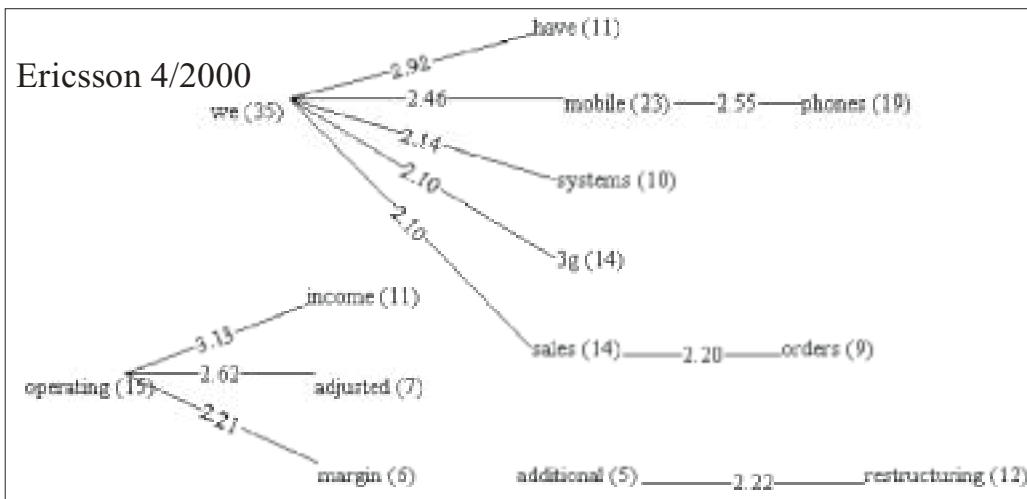 have (11)
Ericsson 4/2000
2.92
we (35) 2.46 mobile (23) 2.55 phones (19)
2.14
systems (10)
2.10
2.10
3g (14)
income (11)
3.13
sales (14) 2.20 orders (9)
operating (15) 2.62 adjusted (7)
2.21
margin (6) additional (5) 2.22 restructuring (12)